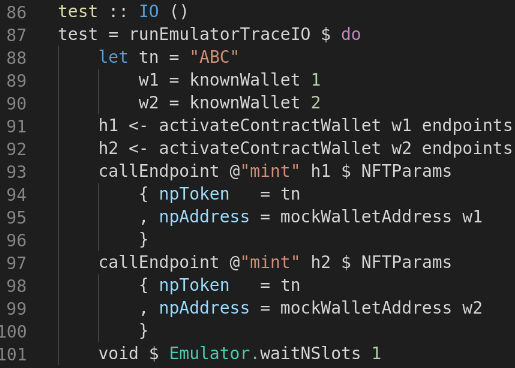 86 test :: IO ()
87 test = runEmulatorTraceIO $ do
88 let tn = "ABC"
89 w1 = knownWallet 1
90 w2 = knownWallet 2
91 h1 <- activateContractWallet w1 endpoints
92 h2 <- activateContractWallet w2 endpoints
93 callEndpoint @"mint" h1 $ NFTParams
94 { npToken   = tn
95 , npAddress = mockWalletAddress w1
96 }
97 callEndpoint @"mint" h2 $ NFTParams
98 { npToken   = tn
99 , npAddress = mockWalletAddress w2
100 }
101 void $ Emulator.waitNSlots 1